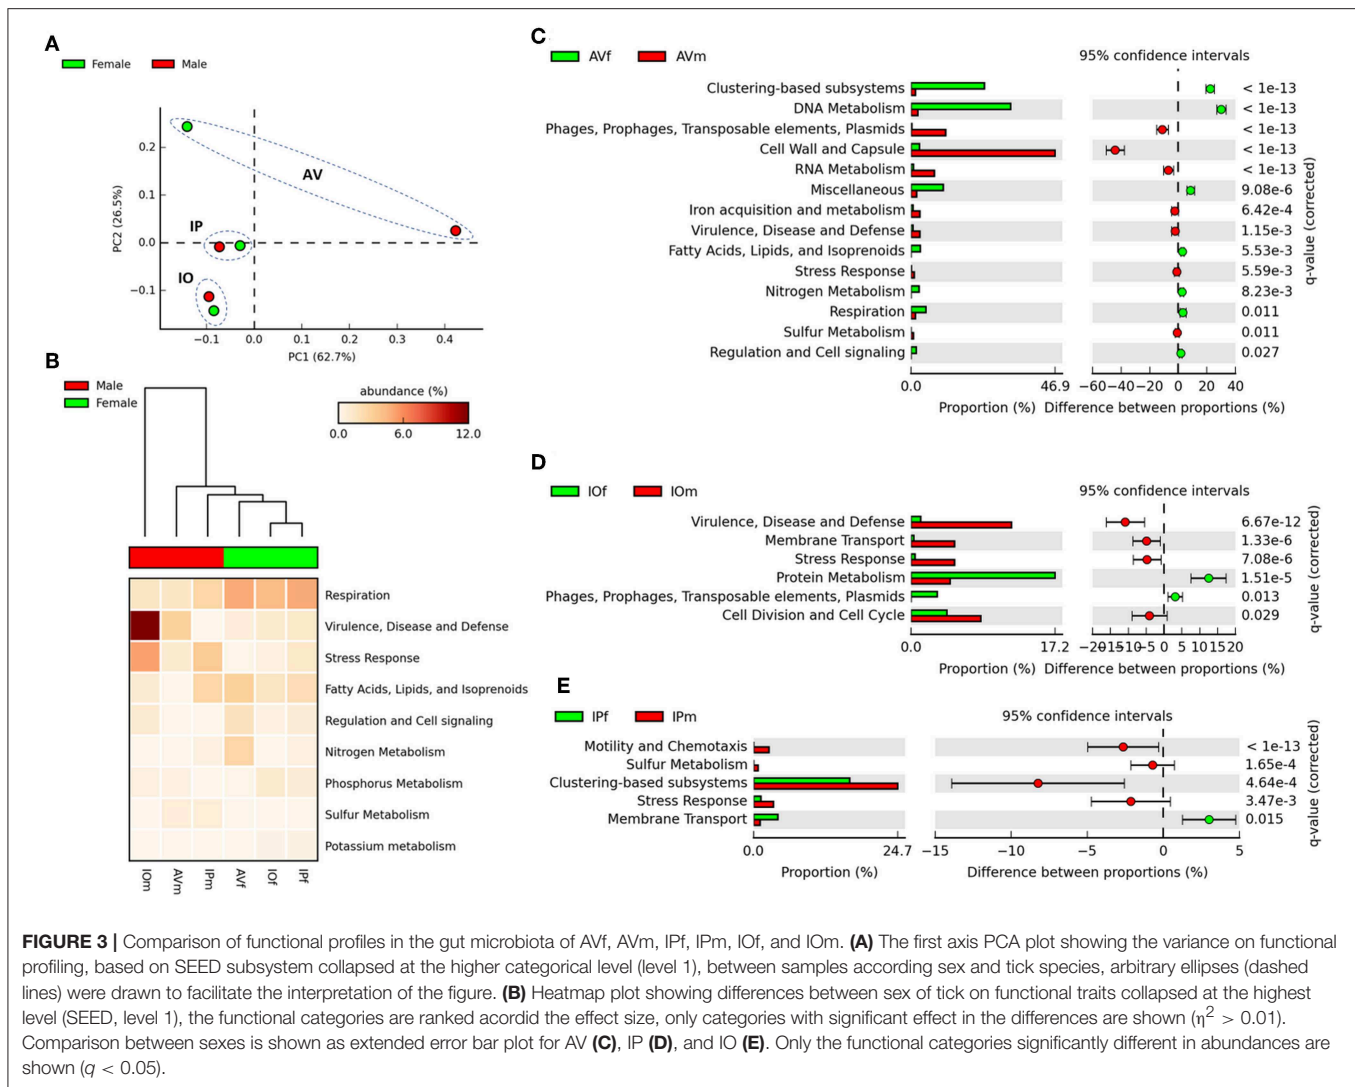 A
Female
Male
0.2
0.1
0.0
−0.1
PC2 (26.5%)
AV
IP
IO
−0.1
0.0
0.1
0.2
0.3
0.4
PC1 (62.7%)
B
Male
Female
abundance (%)
0.0
6.0
12.0
Respiration
Virulence, Disease and Defense
Stress Response
Fatty Acids, Lipids, and Isoprenoids
Regulation and Cell signaling
Nitrogen Metabolism
Phosphorus Metabolism
Sulfur Metabolism
Potassium metabolism
IOm
AVm
IPm
AVf
IOf
IPf
C
AVf
AVm
95% confidence intervals
Clustering-based subsystems
< 1e-13
DNA Metabolism
< 1e-13
Phages, Prophages, Transposable elements, Plasmids
< 1e-13
Cell Wall and Capsule
< 1e-13
RNA Metabolism
< 1e-13
Miscellaneous
9.08e-6
Iron acquisition and metabolism
6.42e-4
Virulence, Disease and Defense
1.15e-3
Fatty Acids, Lipids, and Isoprenoids
5.53e-3
Stress Response
5.59e-3
Nitrogen Metabolism
8.23e-3
Respiration
0.011
Sulfur Metabolism
0.011
Regulation and Cell signaling
0.027
q-value (corrected)
0.0
46.9
−60
−40
−20
0
20
40
Proportion (%)
Difference between proportions (%)
D
IOf
IOm
95% confidence intervals
Virulence, Disease and Defense
6.67e-12
Membrane Transport
1.33e-6
Stress Response
7.08e-6
Protein Metabolism
1.51e-5
Phages, Prophages, Transposable elements, Plasmids
0.013
Cell Division and Cell Cycle
0.029
q-value (corrected)
0.0
17.2
−20
−15
−10
−5
0
5
10
15
20
Proportion (%)
Difference between proportions (%)
E
IPf
IPm
95% confidence intervals
Motility and Chemotaxis
< 1e-13
Sulfur Metabolism
1.65e-4
Clustering-based subsystems
4.64e-4
Stress Response
3.47e-3
Membrane Transport
0.015
q-value (corrected)
0.0
24.7
−15
−10
−5
0
5
Proportion (%)
Difference between proportions (%)
FIGURE 3 | Comparison of functional profiles in the gut microbiota of AVf, AVm, IPf, IPm, IOf, and IOm. (A) The first axis PCA plot showing the variance on functional
profiling, based on SEED subsystem collapsed at the higher categorical level (level 1), between samples according sex and tick species, arbitrary ellipses (dashed
lines) were drawn to facilitate the interpretation of the figure. (B) Heatmap plot showing differences between sex of tick on functional traits collapsed at the highest
level (SEED, level 1), the functional categories are ranked acordid the effect size, only categories with significant effect in the differences are shown (η² > 0.01).
Comparison between sexes is shown as extended error bar plot for AV (C), IP (D), and IO (E). Only the functional categories significantly different in abundances are
shown (q < 0.05).